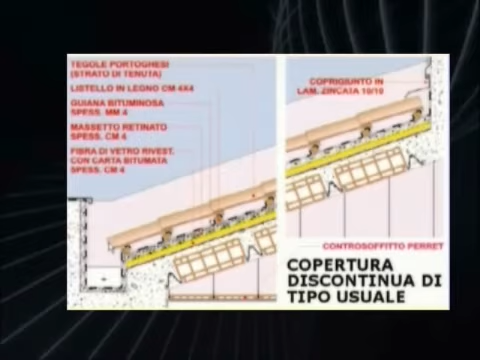 TEGOLE PORTOGHESI
(STRATO DI TENUTA)
LISTELLO IN LEGNO CM 4X4
GUIANA BITUMINOSA
SPESS. MM 4
MASSETTO RETINATO
SPESS. CM 4
FIBRA DI VETRO RIVEST.
CON CARTA BITUMATA
SPESS. CM 4
COPRIGIUNTO IN
LAM. ZINCATA 10/10
CONTROSOFFITTO PERRET
COPERTURA
DISCONTINUA DI
TIPO USUALE